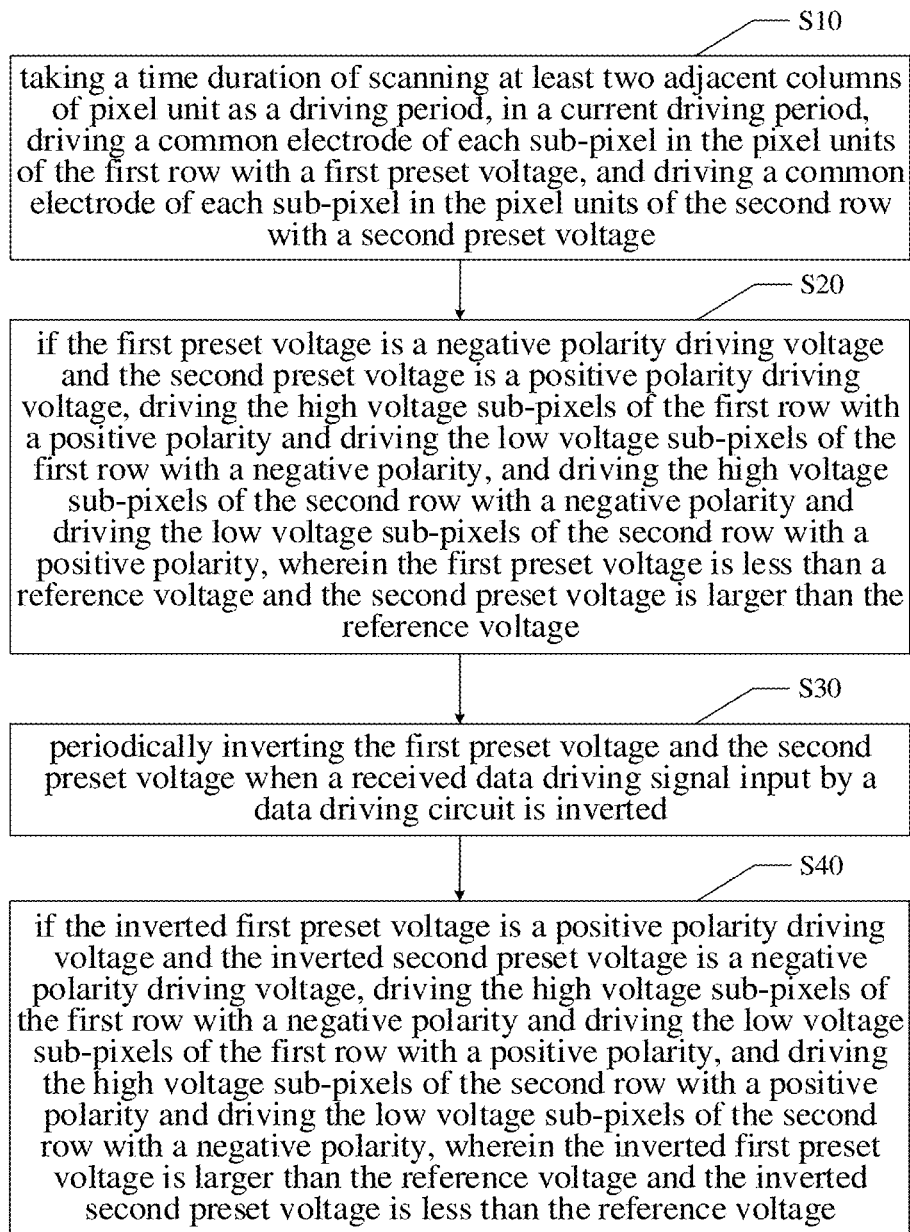 S10
taking a time duration of scanning at least two adjacent columns
of pixel unit as a driving period, in a current driving period,
driving a common electrode of each sub-pixel in the pixel units
of the first row with a first preset voltage, and driving a common
electrode of each sub-pixel in the pixel units of the second row
with a second preset voltage
S20
if the first preset voltage is a negative polarity driving voltage
and the second preset voltage is a positive polarity driving
voltage, driving the high voltage sub-pixels of the first row with
a positive polarity and driving the low voltage sub-pixels of the
first row with a negative polarity, and driving the high voltage
sub-pixels of the second row with a negative polarity and
driving the low voltage sub-pixels of the second row with a
positive polarity, wherein the first preset voltage is less than a
reference voltage and the second preset voltage is larger than the
reference voltage
S30
periodically inverting the first preset voltage and the second
preset voltage when a received data driving signal input by a
data driving circuit is inverted
S40
if the inverted first preset voltage is a positive polarity driving
voltage and the inverted second preset voltage is a negative
polarity driving voltage, driving the high voltage sub-pixels of
the first row with a negative polarity and driving the low voltage
sub-pixels of the first row with a positive polarity, and driving
the high voltage sub-pixels of the second row with a positive
polarity and driving the low voltage sub-pixels of the second
row with a negative polarity, wherein the inverted first preset
voltage is larger than the reference voltage and the inverted
second preset voltage is less than the reference voltage